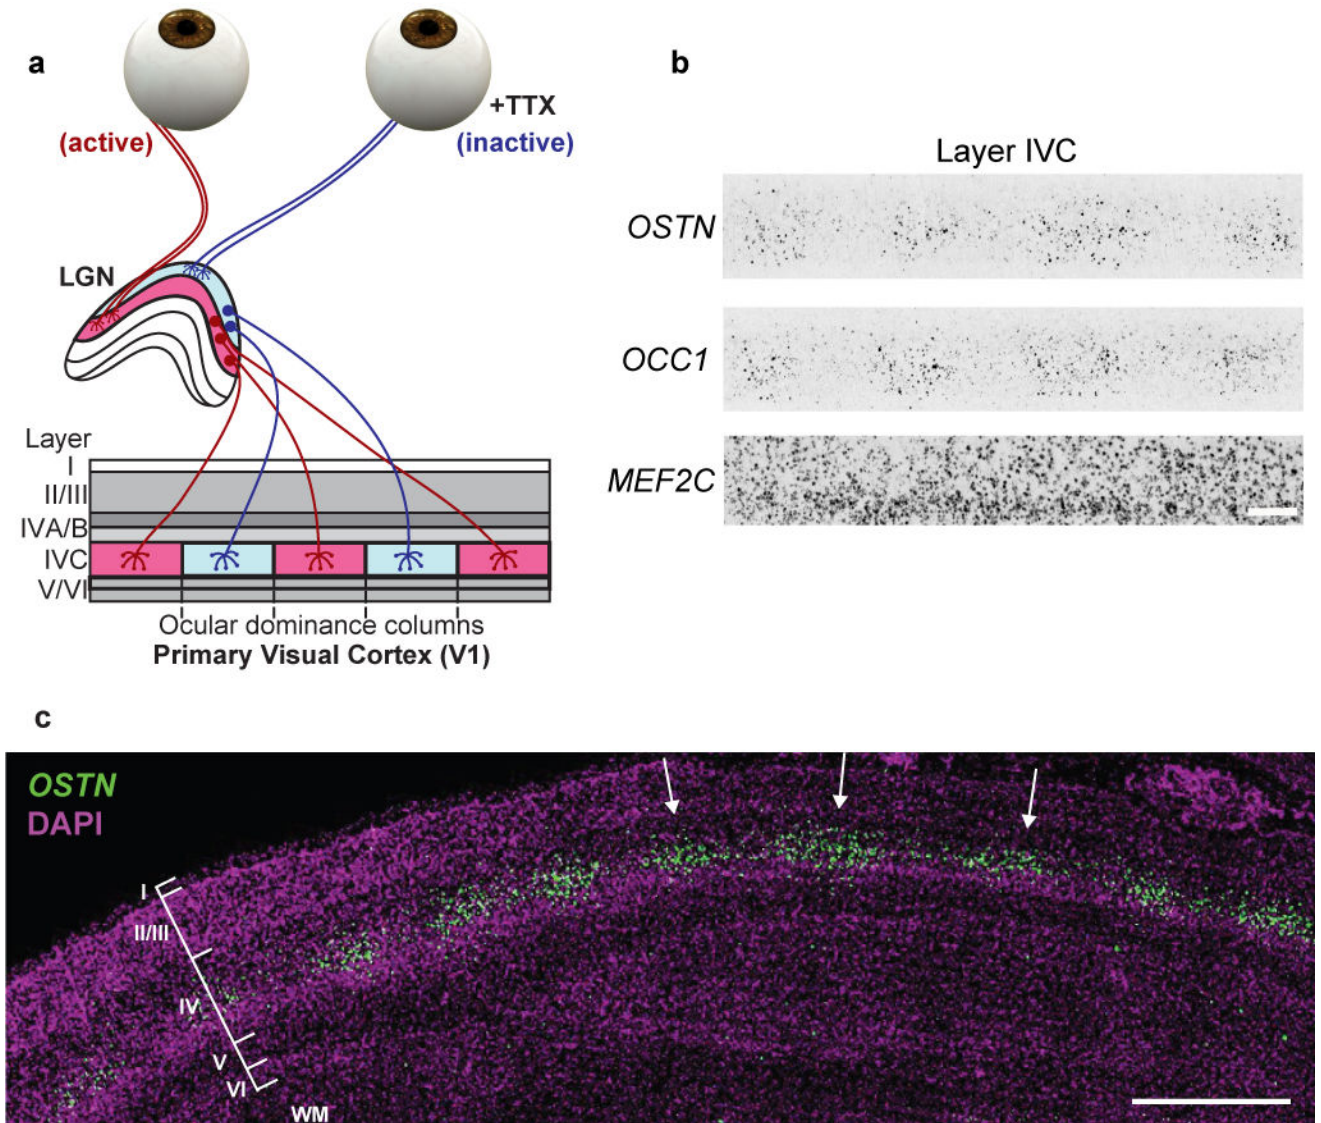 a
+TTX
(active)
(inactive)
LGN
Layer
I
II/III
IVA/B
IVC
V/VI
Ocular dominance columns
Primary Visual Cortex (V1)
b
Layer IVC
OSTN
OCC1
MEF2C
c
OSTN
DAPI
I
II/III
IV
V
VI
WM